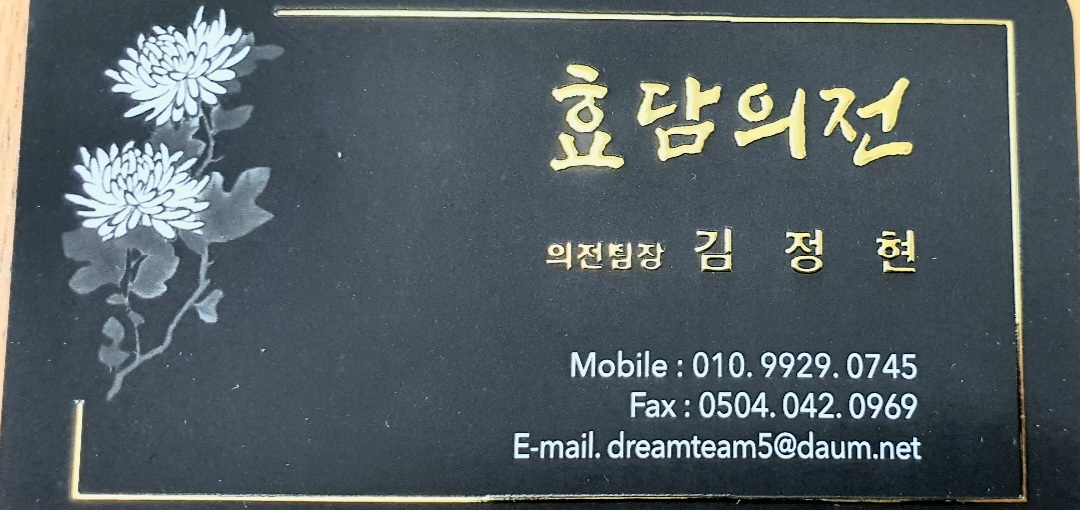 효담의전
의전팀장 김 정 현
Mobile : 010. 9929. 0745
Fax : 0504. 042. 0969
E-mail. dreamteam5@daum.net